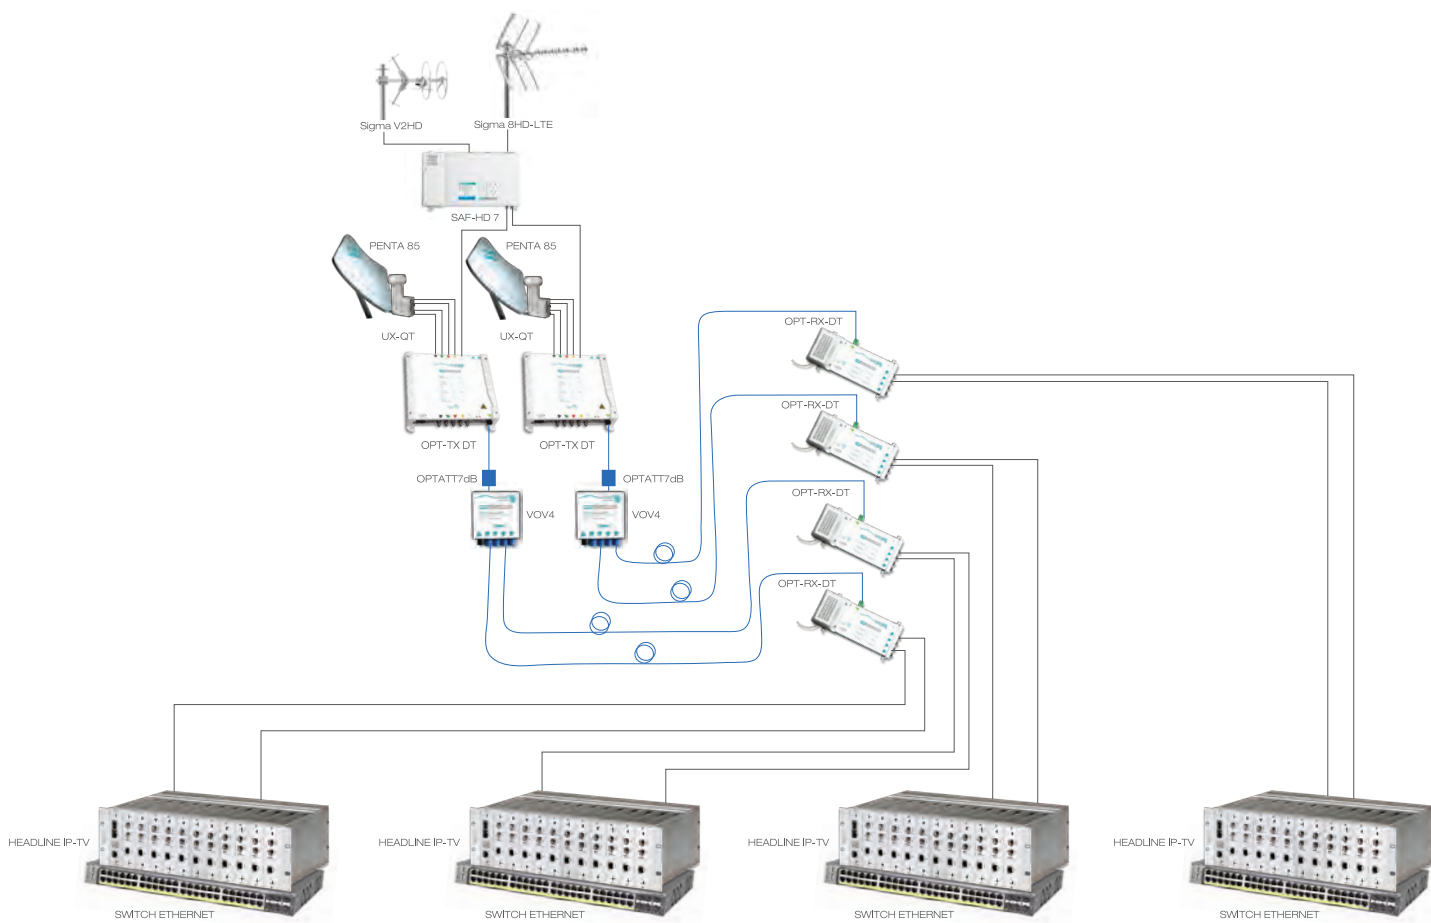 Sigma V2HD
Sigma 8HD-LTE
SAF-HD 7
PENTA 85
PENTA 85
UX-QT
UX-QT
OPT-RX-DT
OPT-RX-DT
OPT-TX DT
OPT-TX DT
OPTATT7dB
OPTATT7dB
OPT-RX-DT
VOV4
VOV4
OPT-RX-DT
HEADLINE IP-TV
HEADLINE IP-TV
HEADLINE IP-TV
HEADLINE IP-TV
SWITCH ETHERNET
SWITCH ETHERNET
SWITCH ETHERNET
SWITCH ETHERNET